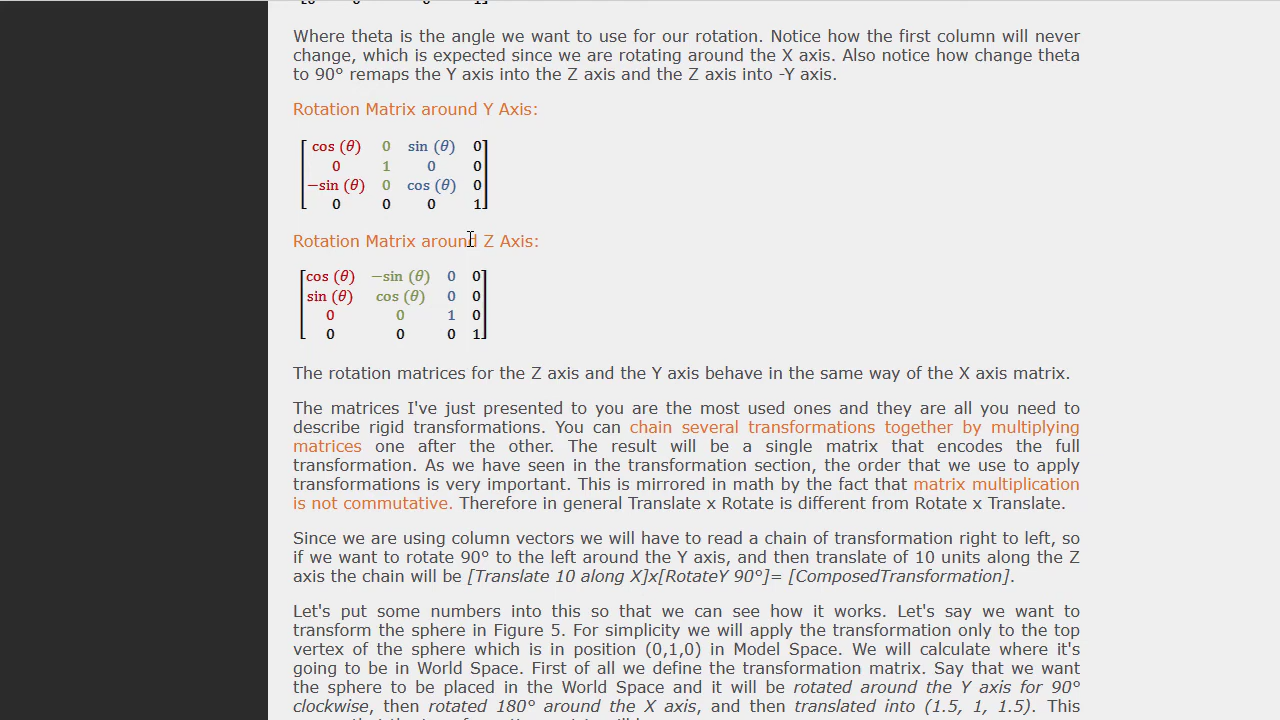 Where theta is the angle we want to use for our rotation. Notice how the first column will never
change, which is expected since we are rotating around the X axis. Also notice how change theta
to 90° remaps the Y axis into the Z axis and the Z axis into -Y axis.
Rotation Matrix around Y Axis:
cos (θ) 0 sin (θ) 0
0 1 0 0
−sin (θ) 0 cos (θ) 0
0 0 0 1
Rotation Matrix around Z Axis:
cos (θ) −sin (θ) 0 0
sin (θ) cos (θ) 0 0
0 0 1 0
0 0 0 1
The rotation matrices for the Z axis and the Y axis behave in the same way of the X axis matrix.
The matrices I've just presented to you are the most used ones and they are all you need to
describe rigid transformations. You can chain several transformations together by multiplying
matrices one after the other. The result will be a single matrix that encodes the full
transformation. As we have seen in the transformation section, the order that we use to apply
transformations is very important. This is mirrored in math by the fact that matrix multiplication
is not commutative. Therefore in general Translate x Rotate is different from Rotate x Translate.
Since we are using column vectors we will have to read a chain of transformation right to left, so
if we want to rotate 90° to the left around the Y axis, and then translate of 10 units along the Z
axis the chain will be [Translate 10 along X]x[RotateY 90°]= [ComposedTransformation].
Let's put some numbers into this so that we can see how it works. Let's say we want to
transform the sphere in Figure 5. For simplicity we will apply the transformation only to the top
vertex of the sphere which is in position (0,1,0) in Model Space. We will calculate where it's
going to be in World Space. First of all we define the transformation matrix. Say that we want
the sphere to be placed in the World Space and it will be rotated around the Y axis for 90°
clockwise, then rotated 180° around the X axis, and then translated into (1.5, 1, 1.5). This